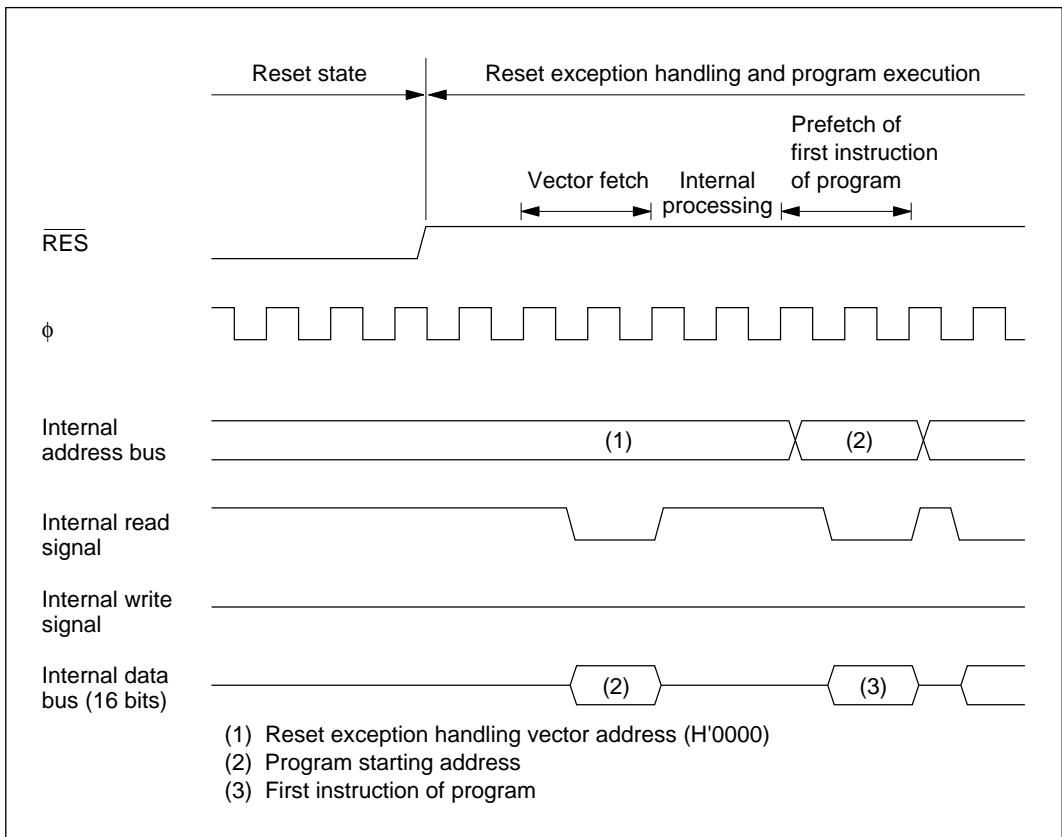 Reset state
Reset exception handling and program execution
Prefetch of
first instruction
of program
Vector fetch
Internal
processing
R̅E̅S̅
ϕ
Internal
address bus
(1)
(2)
Internal read
signal
Internal write
signal
Internal data
bus (16 bits)
(2)
(3)
(1) Reset exception handling vector address (H'0000)
(2) Program starting address
(3) First instruction of program